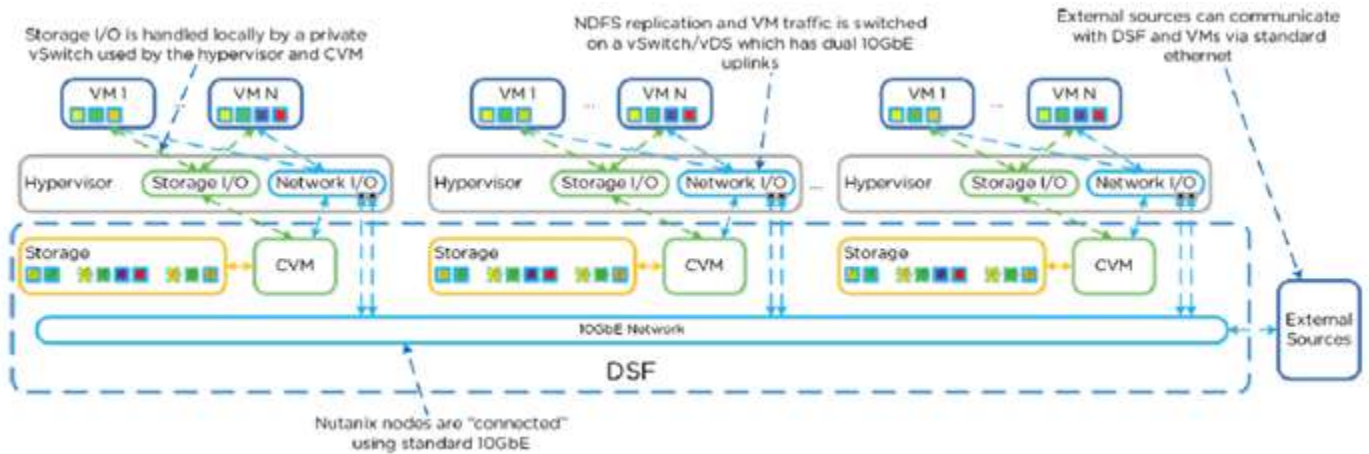 Storage I/O is handled locally by a private
vSwitch used by the hypervisor and CVM
NDFS replication and VM traffic is switched
on a vSwitch/vDS which has dual 10GbE
uplinks
External sources can communicate
with DSF and VMs via standard
ethernet
VM 1
...
VM N
VM 1
...
VM N
VM 1
...
VM N
Hypervisor
Storage I/O
Network I/O
Hypervisor
Storage I/O
Network I/O
...
Hypervisor
Storage I/O
Network I/O
Storage
CVM
Storage
CVM
Storage
CVM
10GbE Network
External
Sources
DSF
Nutanix nodes are "connected"
using standard 10GbE